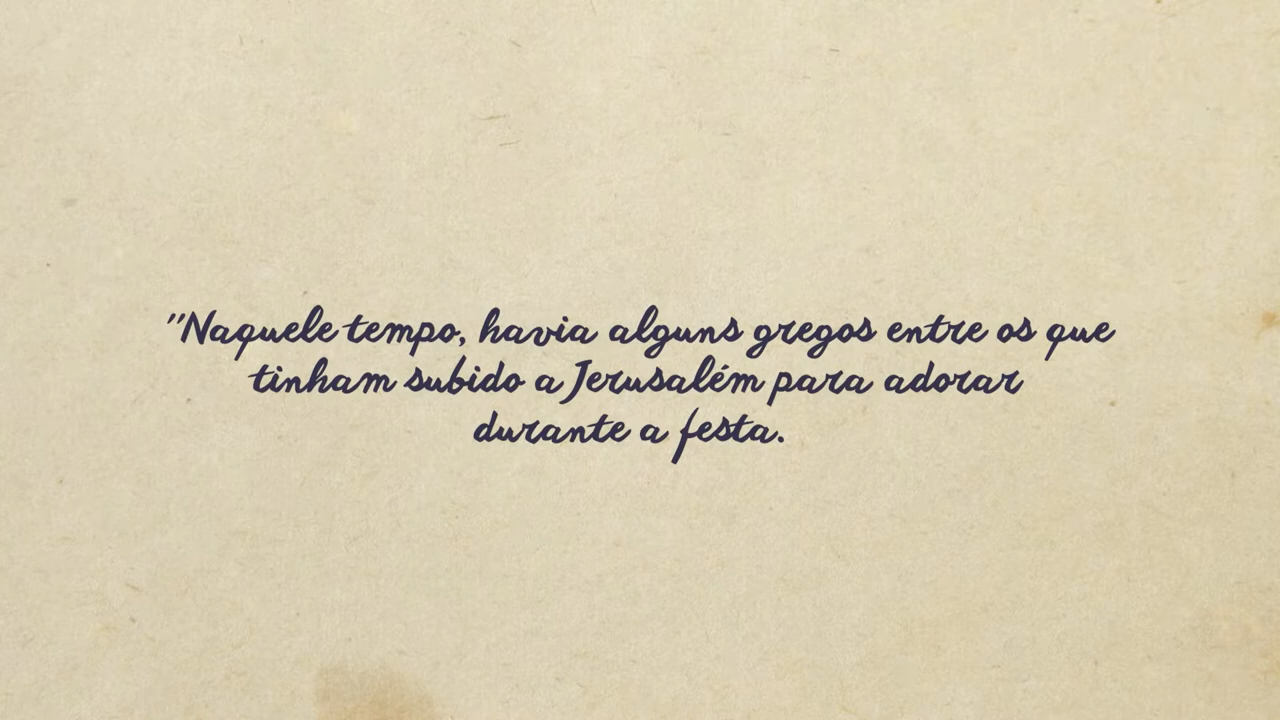 "Naquele tempo, havia alguns gregos entre os que
tinham subido a Jerusalém para adorar
durante a festa.